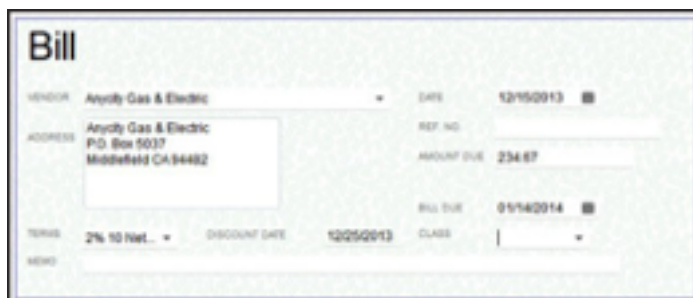 Bill
VENDOR Anycity Gas & Electric DATE 12/15/2013
ADDRESS Anycity Gas & Electric REF. NO.
P.O. Box 5037 AMOUNT DUE 234.67
Middlefield CA 94482
BILL DUE 01/14/2014
TERMS 2% 10 Net... DISCOUNT DATE 12/25/2013 CLASS
MEMO